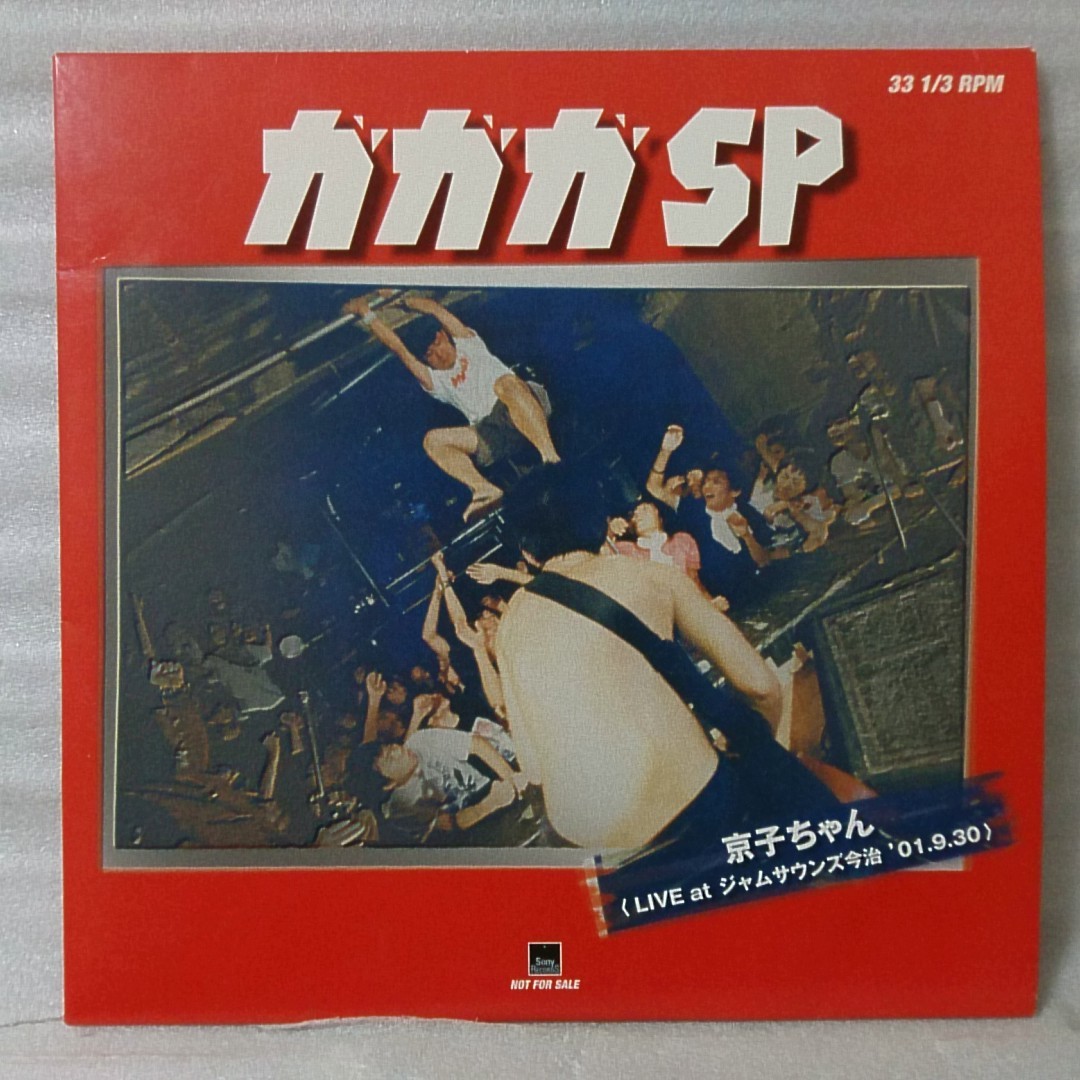 33 1/3 RPM
ガガガSP
京子ちゃん
〈LIVE at ジャムサウンズ今治 '01.9.30〉
Sony
Records
NOT FOR SALE